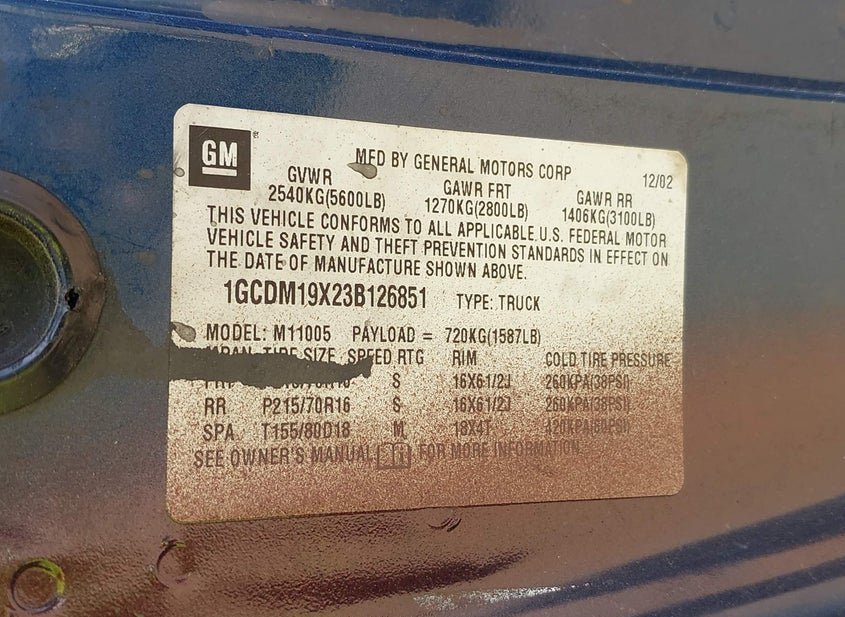 GM
MFD BY GENERAL MOTORS CORP 12/02
GVWR GAWR FRT GAWR RR
2540KG(5600LB) 1270KG(2800LB) 1406KG(3100LB)
THIS VEHICLE CONFORMS TO ALL APPLICABLE U.S. FEDERAL MOTOR
VEHICLE SAFETY AND THEFT PREVENTION STANDARDS IN EFFECT ON
THE DATE OF MANUFACTURE SHOWN ABOVE.
1GCDM19X23B126851 TYPE: TRUCK
MODEL: M11005 PAYLOAD = 720KG(1587LB)
TIRE SIZE SPEED RTG RIM COLD TIRE PRESSURE
FRT S 16X61/2J 260KPA(38PSI)
RR P215/70R16 S 16X61/2J 260KPA(38PSI)
SPA T155/80D18 M 18X4T 420KPA(60PSI)
SEE OWNER'S MANUAL FOR MORE INFORMATION